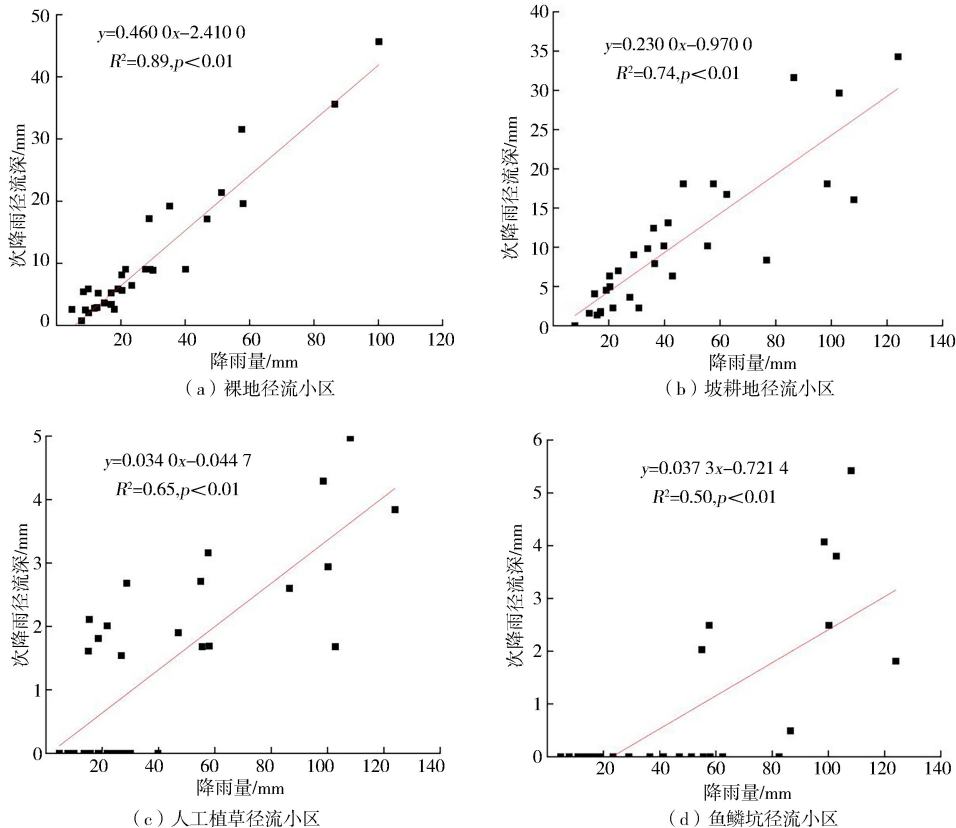 50
40
30
20
10
0
次降雨径流深/mm
y=0.460 0x−2.410 0
R²=0.89,p<0.01
20 40 60 80 100 120
降雨量/mm
（a）裸地径流小区
40
35
30
25
20
15
10
5
0
次降雨径流深/mm
y=0.230 0x−0.970 0
R²=0.74,p<0.01
20 40 60 80 100 120 140
降雨量/mm
（b）坡耕地径流小区
5
4
3
2
1
0
次降雨径流深/mm
y=0.034 0x−0.044 7
R²=0.65,p<0.01
20 40 60 80 100 120 140
降雨量/mm
（c）人工植草径流小区
6
5
4
3
2
1
0
次降雨径流深/mm
y=0.037 3x−0.721 4
R²=0.50,p<0.01
20 40 60 80 100 120 140
降雨量/mm
（d）鱼鳞坑径流小区